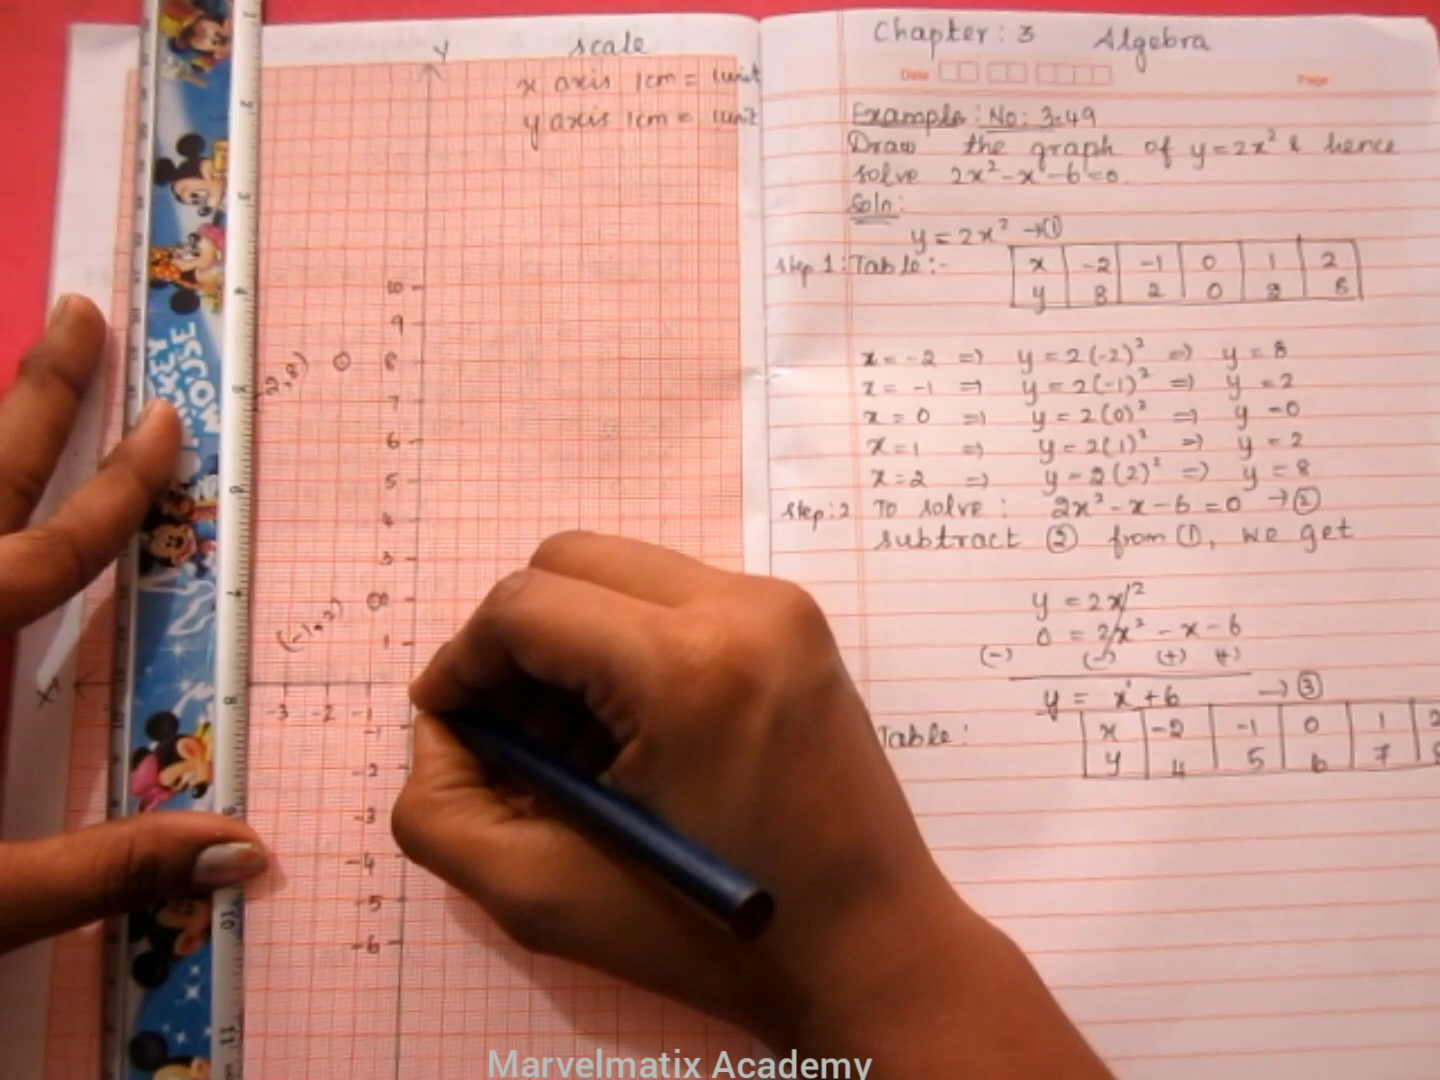 Y
scale
x axis 1cm = 1unit
y axis 1cm = 1unit
10
9
8
7
6
5
4
3
1
-3 -2 -1
-1
-2
-3
-4
-5
-6
2,8)
(-1,2)
MICKEY
MOUSE
Chapter : 3 Algebra
Date: Page
Example : No: 3.49
Draw the graph of y=2x² & hence
solve 2x²-x-6=0.
Soln:
y = 2x² →①
Step 1: Table:-
x -2 -1 0 1 2
y 8 2 0 2 8
x = -2 => y = 2(-2)² => y = 8
x = -1 => y = 2(-1)² => y = 2
x = 0 => y = 2(0)² => y = 0
x = 1 => y = 2(1)² => y = 2
x = 2 => y = 2(2)² => y = 8
Step:2 To solve : 2x²-x-6=0 →②
subtract ② from ①, we get
y = 2x²
0 = 2x² - x - 6
(-) (-) (+) (+)
y = x + 6 →③
Table:
x -2 -1 0 1 2
y 4 5 6 7 8
Marvelmatix Academy